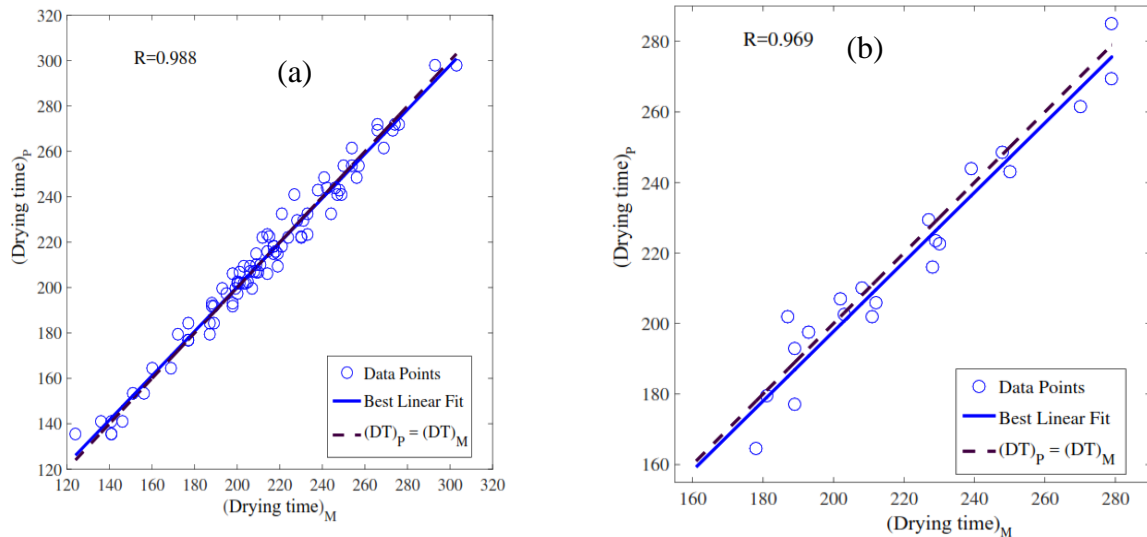 320
300
280
260
240
220
200
180
160
140
120
(Drying time)P
R=0.988
(a)
Data Points
Best Linear Fit
(DT)P = (DT)M
120 140 160 180 200 220 240 260 280 300 320
(Drying time)M
280
260
240
220
200
180
160
(Drying time)P
R=0.969
(b)
Data Points
Best Linear Fit
(DT)P = (DT)M
160 180 200 220 240 260 280
(Drying time)M